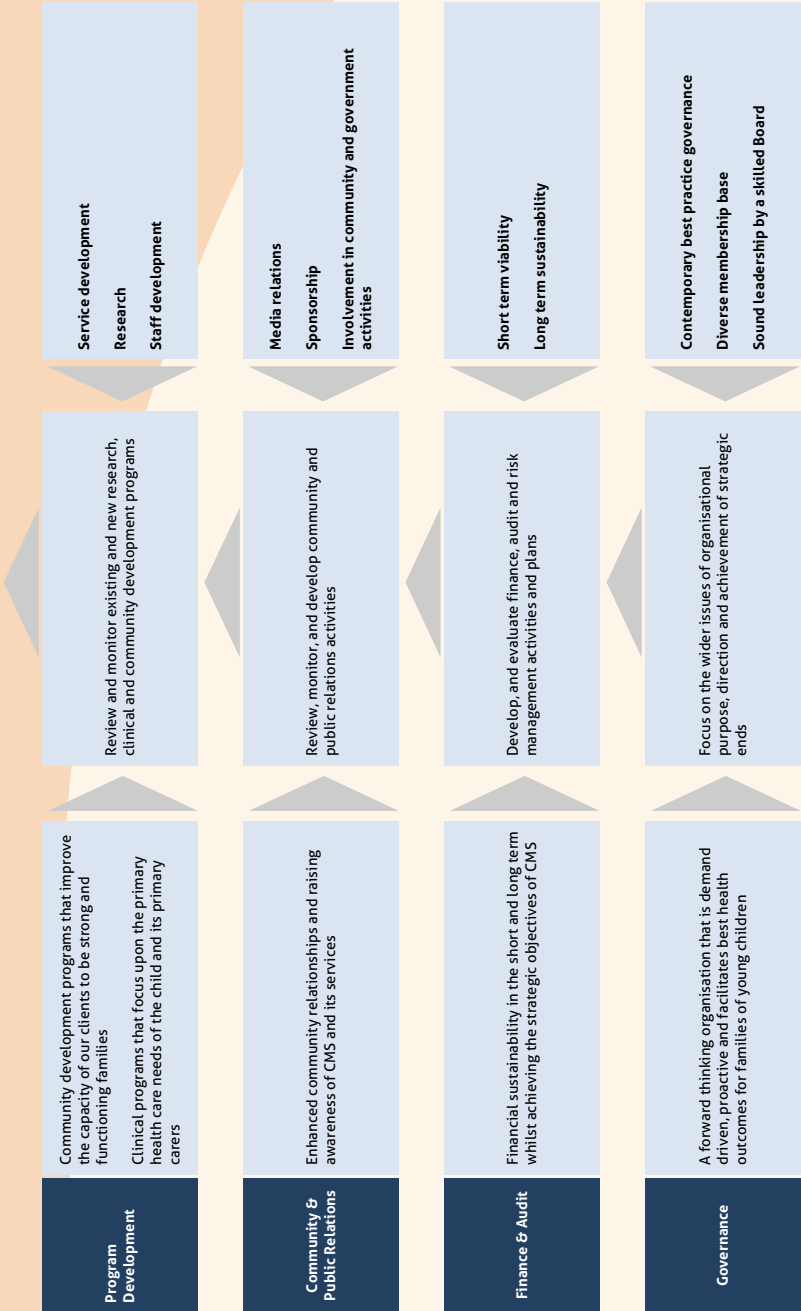 Program
Development
Community development programs that improve
the capacity of our clients to be strong and
functioning families
Clinical programs that focus upon the primary
health care needs of the child and its primary
carers
Review and monitor existing and new research,
clinical and community development programs
Service development
Research
Staff development
Community &
Public Relations
Enhanced community relationships and raising
awareness of CMS and its services
Review, monitor, and develop community and
public relations activities
Media relations
Sponsorship
Involvement in community and government
activities
Finance & Audit
Financial sustainability in the short and long term
whilst achieving the strategic objectives of CMS
Develop, and evaluate finance, audit and risk
management activities and plans
Short term viability
Long term sustainability
Governance
A forward thinking organisation that is demand
driven, proactive and facilitates best health
outcomes for families of young children
Focus on the wider issues of organisational
purpose, direction and achievement of strategic
ends
Contemporary best practice governance
Diverse membership base
Sound leadership by a skilled Board